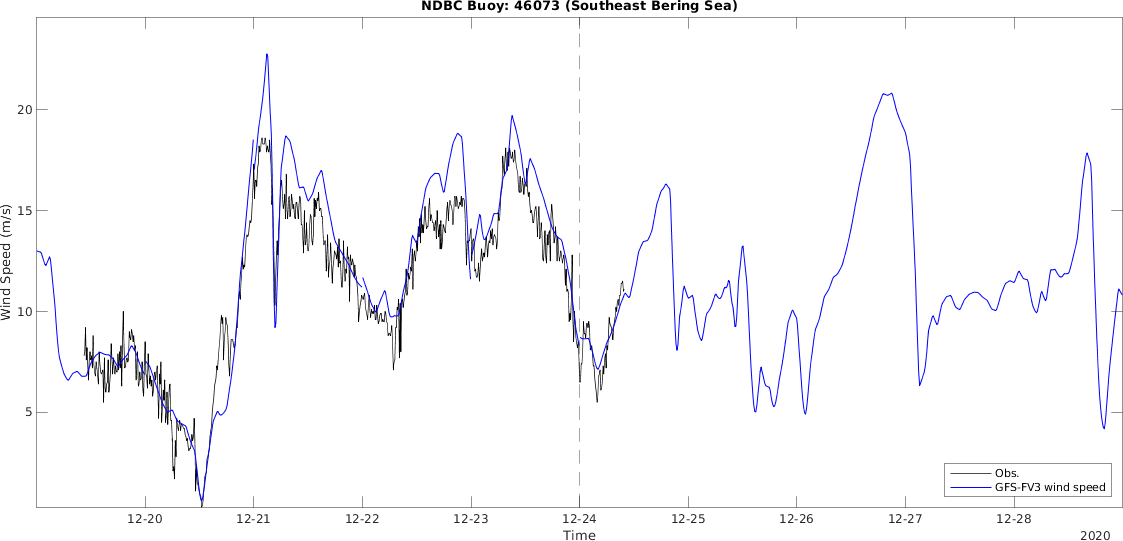 NDBC Buoy: 46073 (Southeast Bering Sea)
Wind Speed (m/s)
20
15
10
5
Obs.
GFS-FV3 wind speed
12-20 12-21 12-22 12-23 12-24 12-25 12-26 12-27 12-28
Time
2020